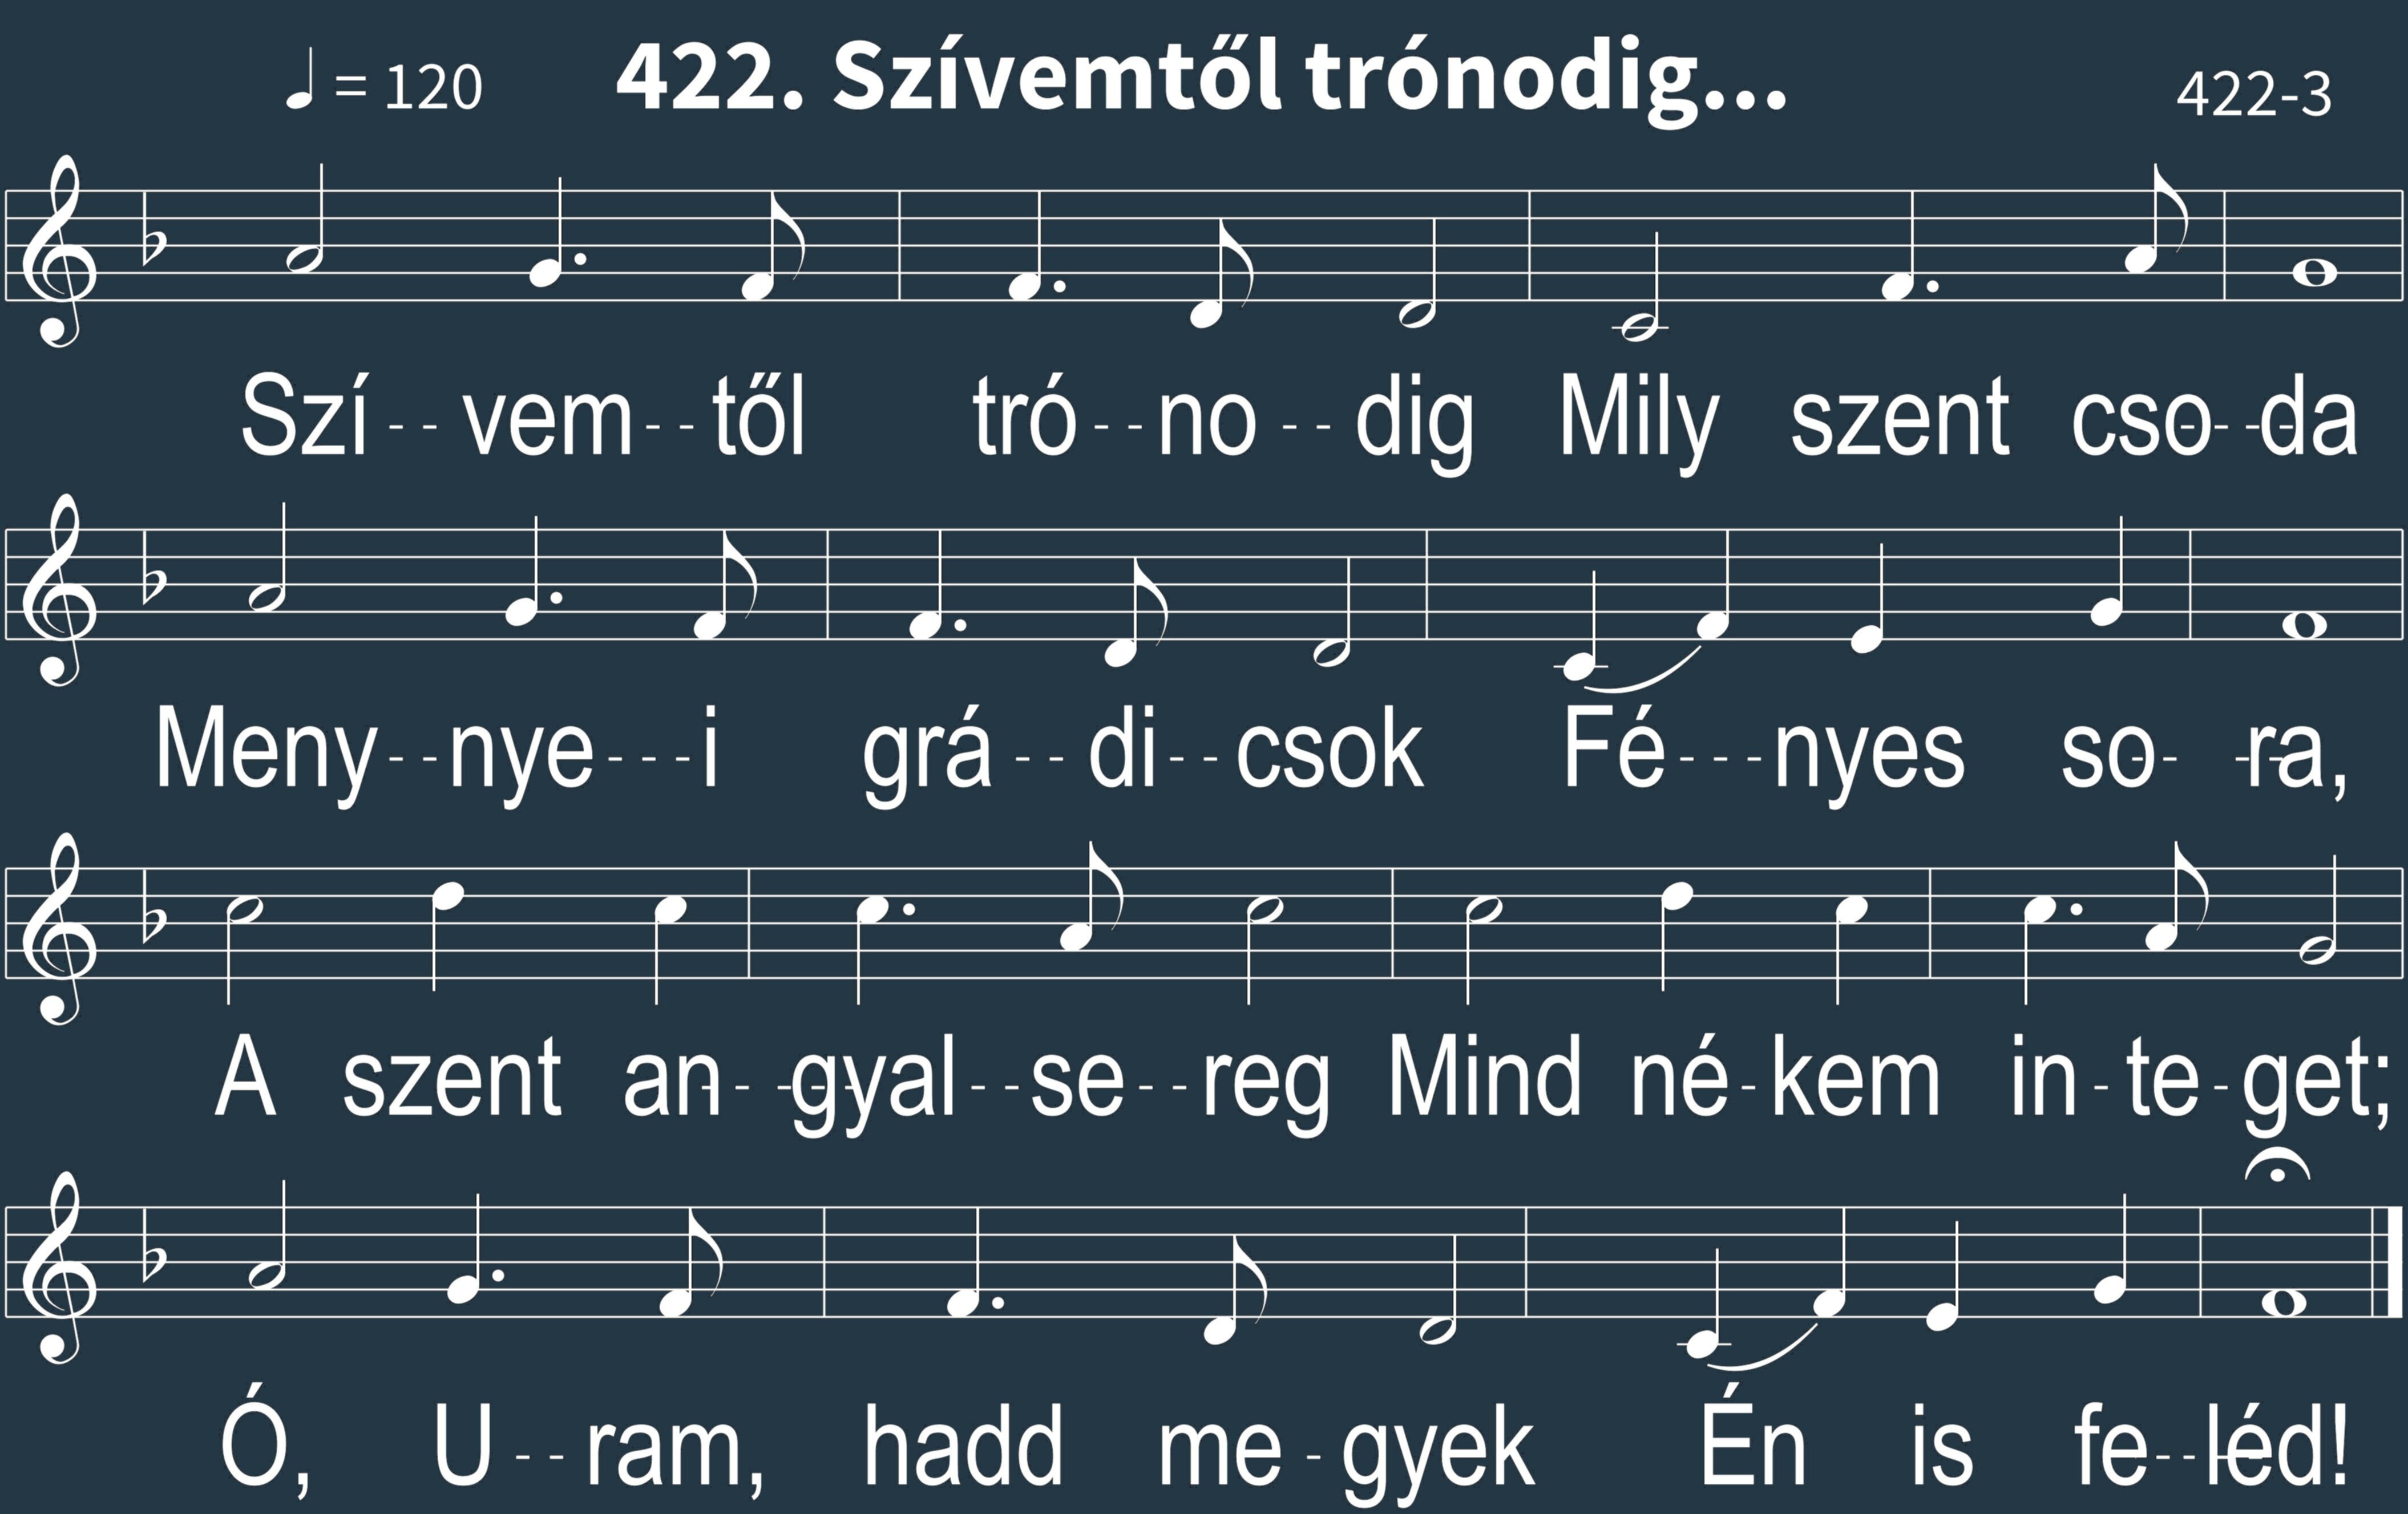 = 120 422. Szívemtől trónodig... 422-3
Szí--vem--től tró--no--dig Mily szent cso--da
Meny--nye---i grá--di--csok Fé---nyes so--ra,
A szent an--gyal--se--reg Mind né-kem in-te-get;
Ó, U--ram, hadd me-gyek Én is fe--léd!